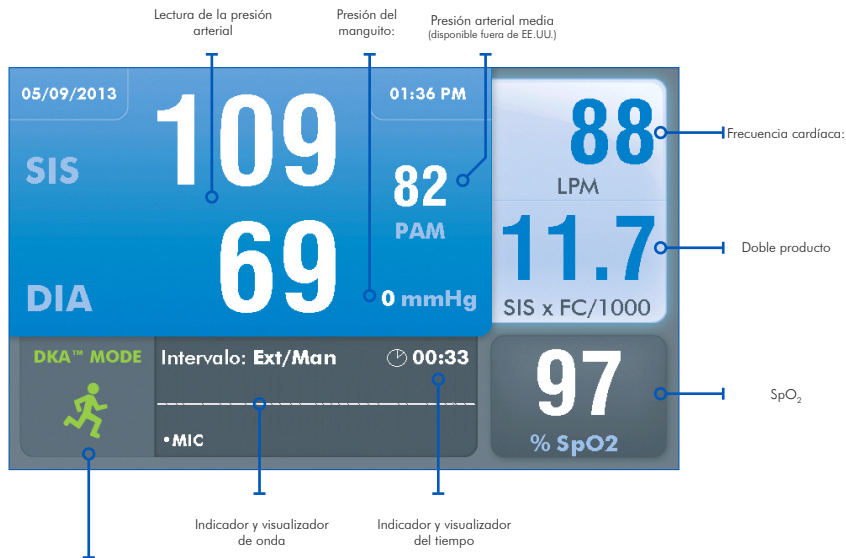 Lectura de la presión
arterial
Presión del
manguito:
Presión arterial media
(disponible fuera de EE.UU.)
05/09/2013
01:36 PM
SIS
109
82
PAM
DIA
69
0 mmHg
88
LPM
Frecuencia cardíaca:
11.7
SIS x FC/1000
Doble producto
DKA™ MODE
Intervalo: Ext/Man
00:33
•MIC
97
% SpO2
SpO₂
Indicador y visualizador
de onda
Indicador y visualizador
del tiempo